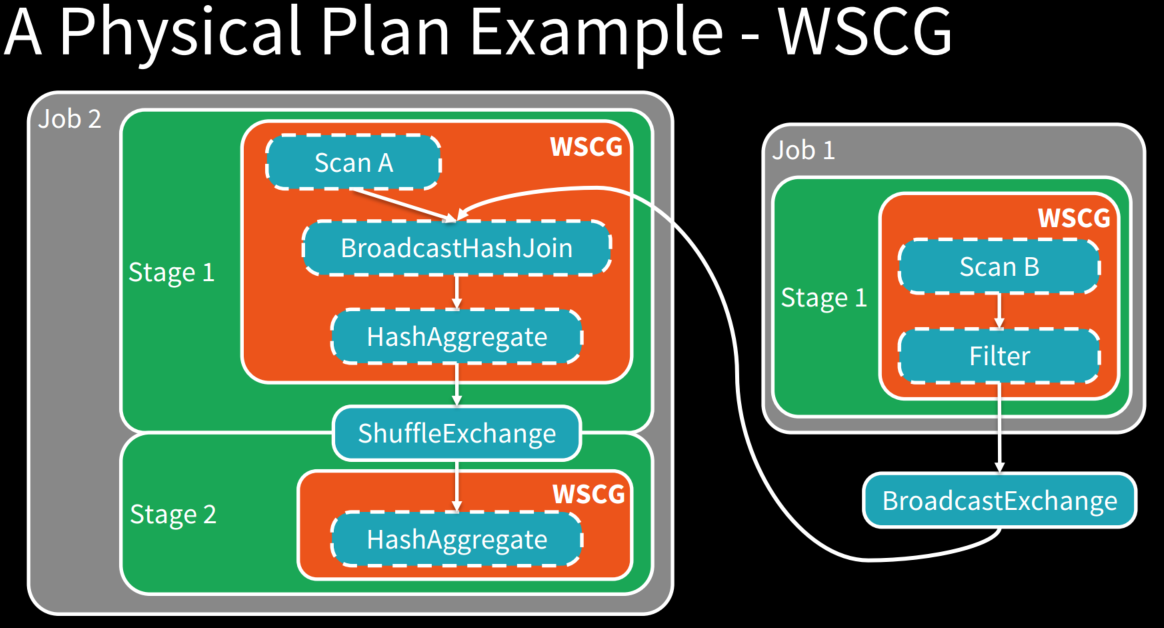 A Physical Plan Example - WSCG
Job 2
WSCG
Scan A
BroadcastHashJoin
Stage 1
HashAggregate
ShuffleExchange
WSCG
Stage 2
HashAggregate
Job 1
WSCG
Scan B
Stage 1
Filter
BroadcastExchange